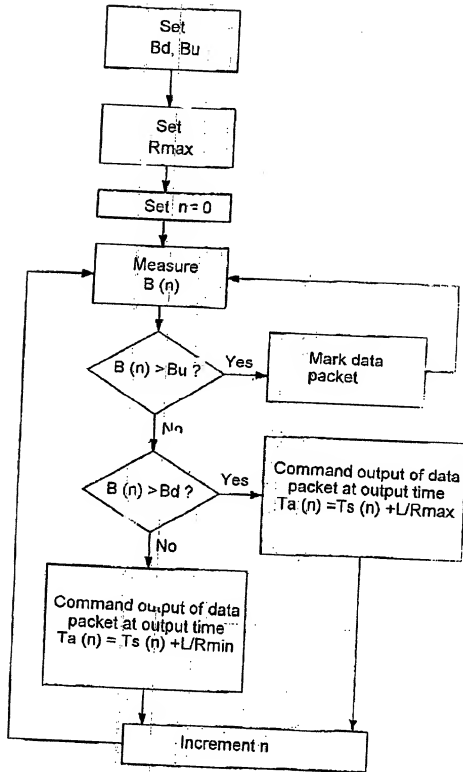 Set
Bd, Bu
Set
Rmax
Set n = 0
Measure
B (n)
B (n) > Bu ?
Yes
Mark data
packet
No
B (n) > Bd ?
Yes
Command output of data
packet at output time
Ta (n) =Ts (n) +L/Rmax
No
Command output of data
packet at output time
Ta (n) = Ts (n) +L/Rmin
Increment n